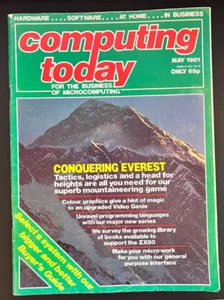 HARDWARE .... SOFTWARE .... AT HOME .... IN BUSINESS
computing
today
MAY 1981
ONLY 65p
FOR THE BUSINESS
OF MICROCOMPUTING
CONQUERING EVEREST
Tactics, logistics and a head for
heights are all you need for our
superb mountaineering game
Colour graphics give a hint of magic
to an upgraded Video Genie
Unravel programming languages
with our major new series
We survey the growing library
of books available to
support the ZX80
Make your micro work
for you with our general
purpose interface
Select a system with our
bigger and better
Buyer's Guide